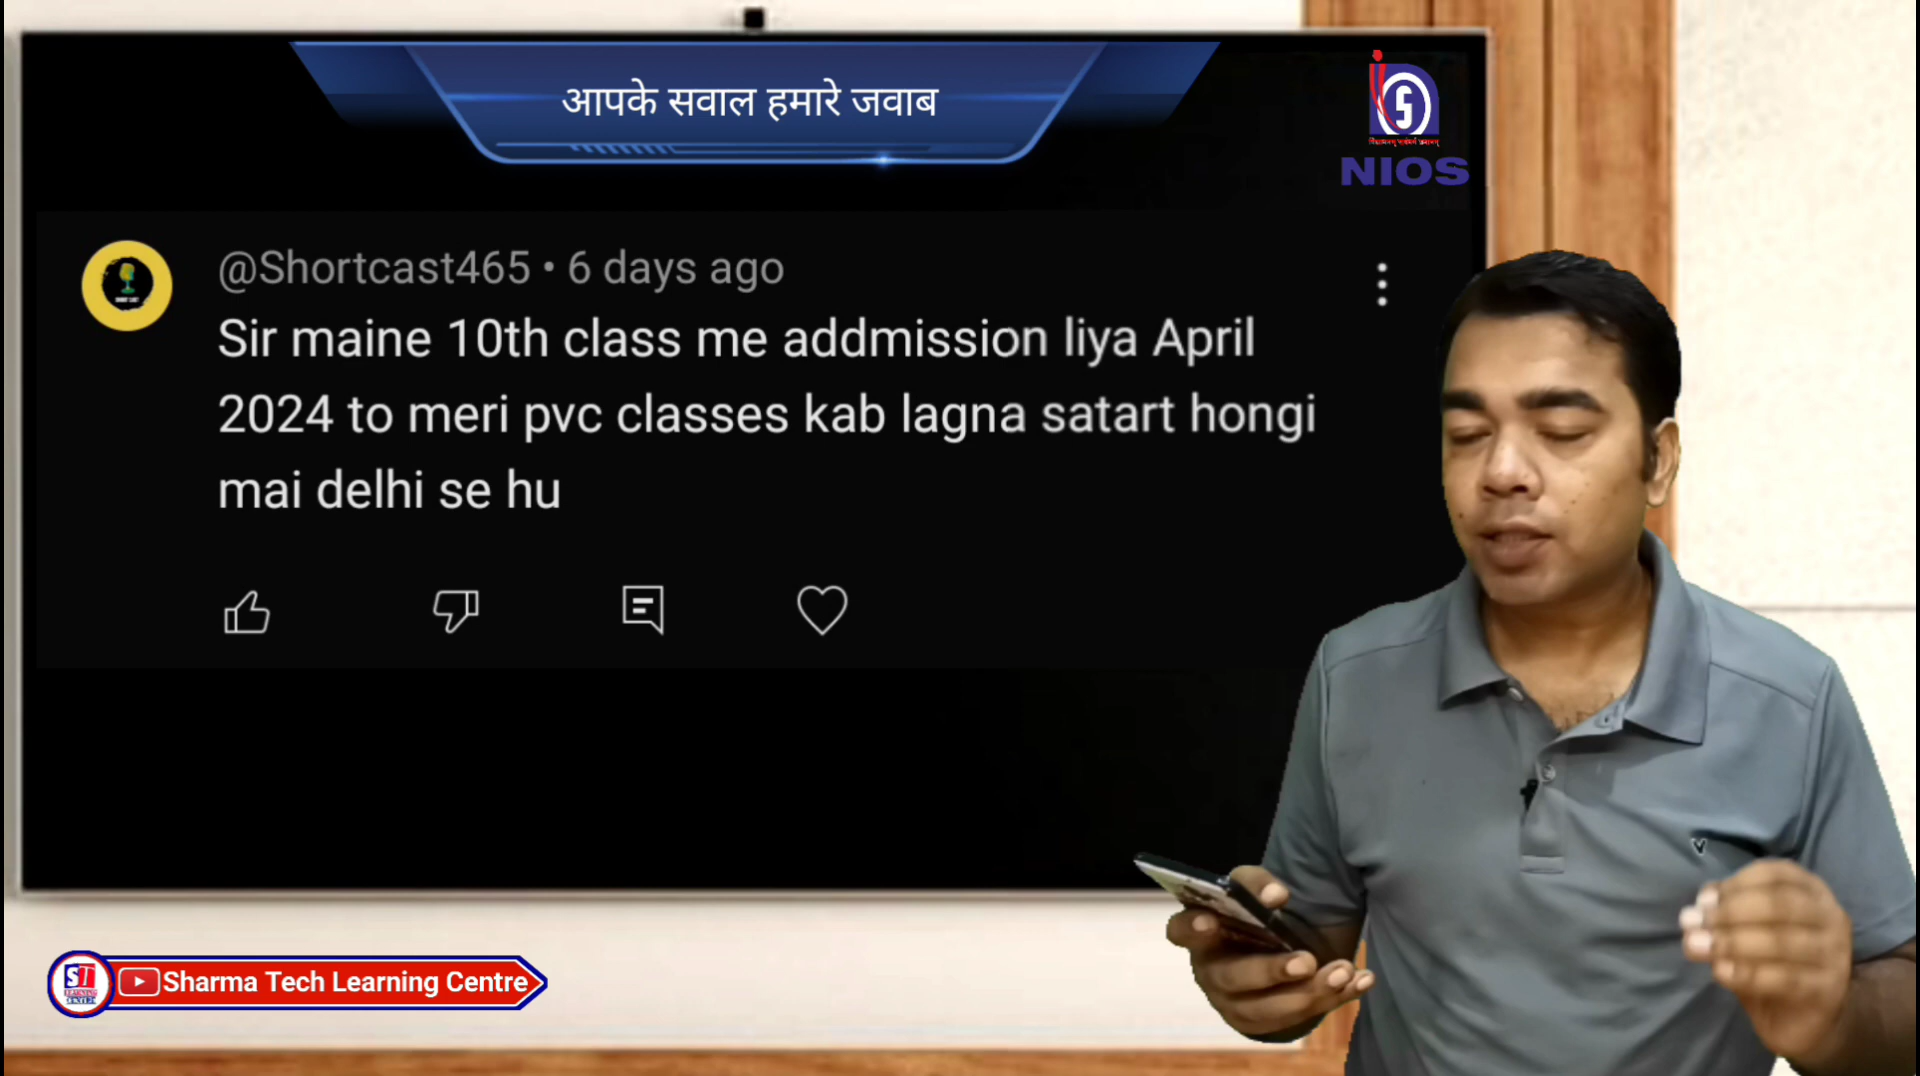 आपके सवाल हमारे जवाब
NIOS
@Shortcast465 • 6 days ago
Sir maine 10th class me addmission liya April
2024 to meri pvc classes kab lagna satart hongi
mai delhi se hu
ST
Sharma Tech Learning Centre